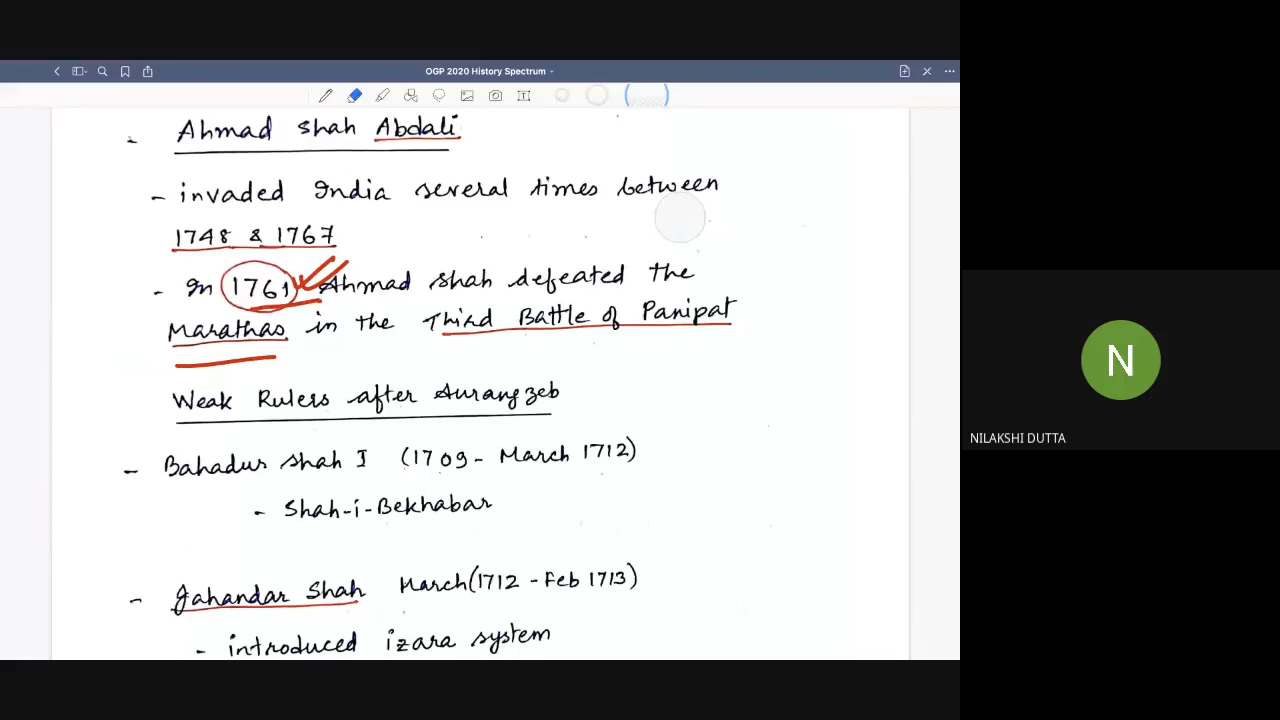 OGP 2020 History Spectrum
Ahmad Shah Abdali
- invaded India several times between
1748 & 1767
- In 1761 Ahmad Shah defeated the
Marathas in the Third Battle of Panipat
Weak Rulers after Aurangzeb
- Bahadur Shah I (1709 - March 1712)
- Shah-i-Bekhabar
- Jahandar Shah March (1712 - Feb 1713)
- introduced izara system
N
NILAKSHI DUTTA